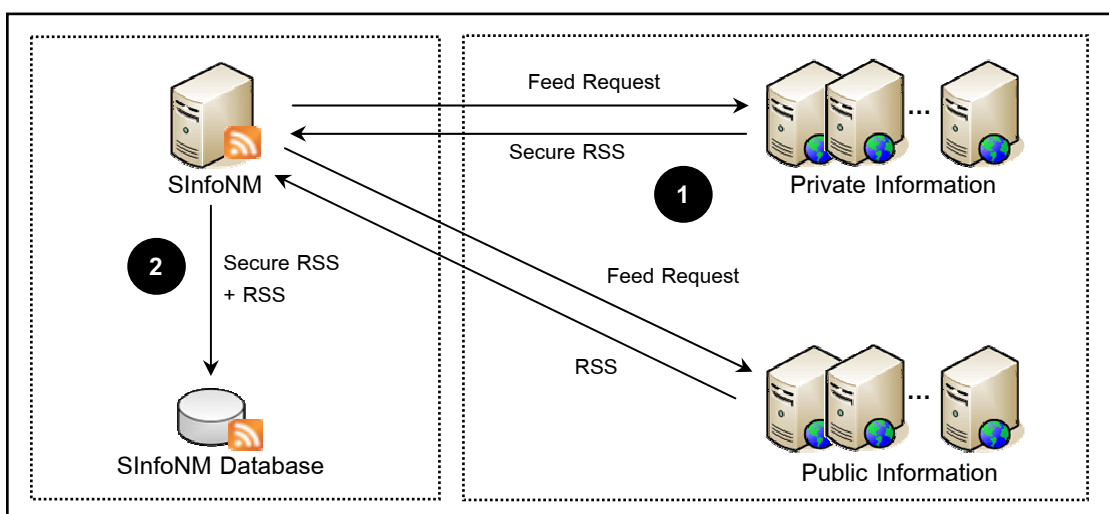 Feed Request
...
Secure RSS
SInfoNM
1
Private Information
2
Secure RSS
+ RSS
Feed Request
RSS
...
SInfoNM Database
Public Information